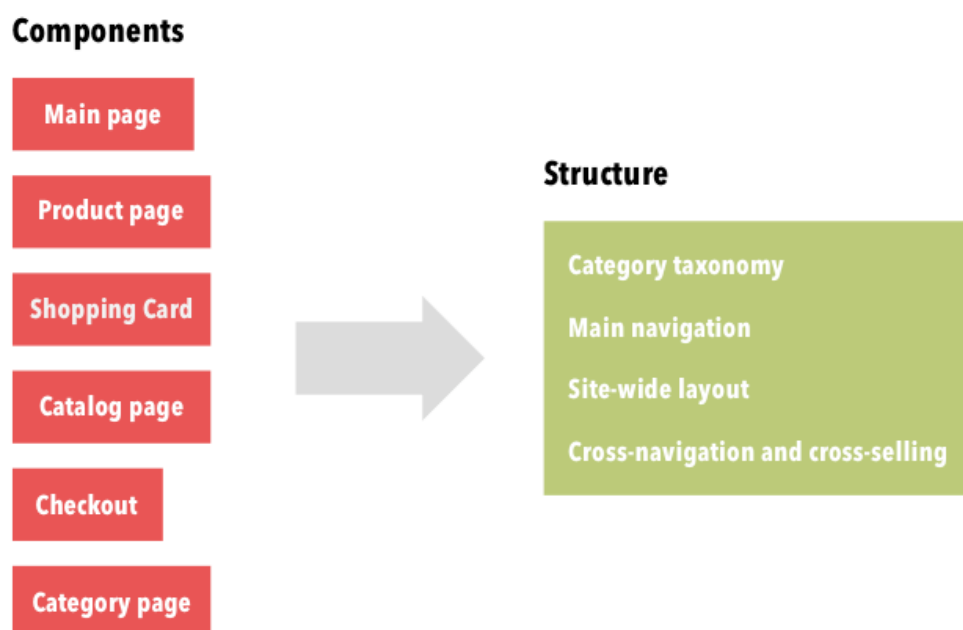 Components
Main page
Product page
Shopping Card
Catalog page
Checkout
Category page
Structure
Category taxonomy
Main navigation
Site-wide layout
Cross-navigation and cross-selling